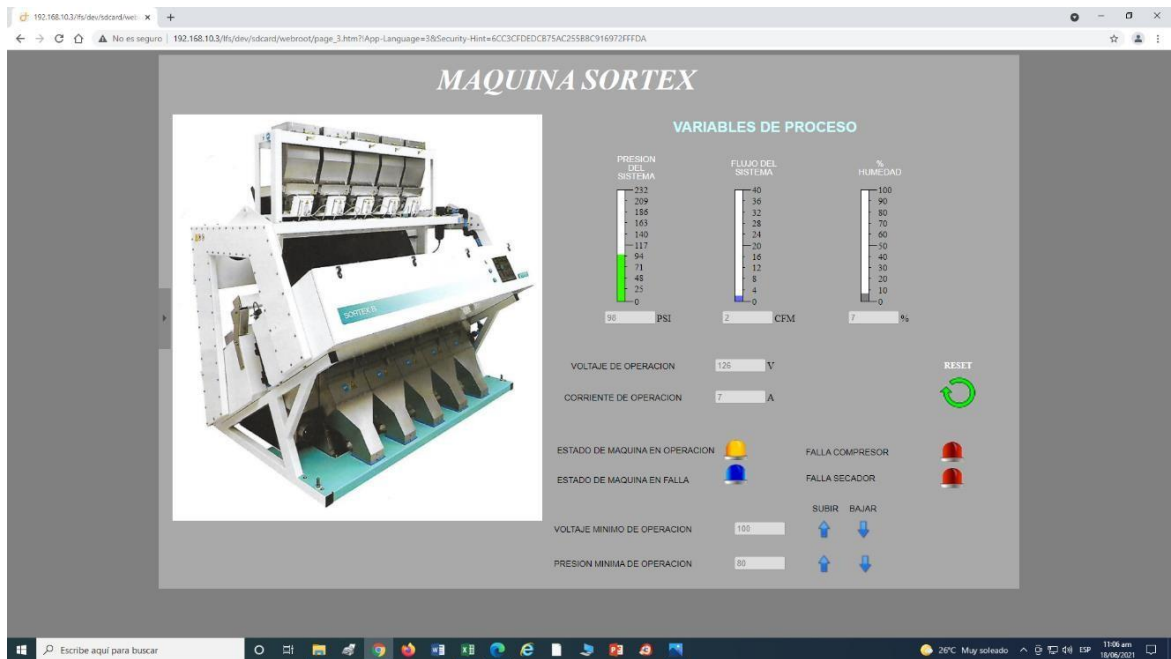 192.168.10.3/lfs/dev/sdcard/web
No es seguro | 192.168.10.3/lfs/dev/sdcard/webroot/page_3.htm?!App-Language=3&Security-Hint=6CC3CFDEDCB75AC255B8C916972FFFDA
MAQUINA SORTEX
VARIABLES DE PROCESO
PRESION
DEL
SISTEMA
232
209
186
163
140
117
94
71
48
25
0
98 PSI
FLUJO DEL
SISTEMA
40
36
32
28
24
20
16
12
8
4
0
2 CFM
%
HUMEDAD
100
90
80
70
60
50
40
30
20
10
0
7 %
SORTEX B
VOLTAJE DE OPERACION 126 V
CORRIENTE DE OPERACION 7 A
RESET
ESTADO DE MAQUINA EN OPERACION
ESTADO DE MAQUINA EN FALLA
FALLA COMPRESOR
FALLA SECADOR
SUBIR BAJAR
VOLTAJE MINIMO DE OPERACION 100
PRESION MINIMA DE OPERACION 80
Escribe aquí para buscar
26°C Muy soleado
ESP
11:06 am
18/06/2021